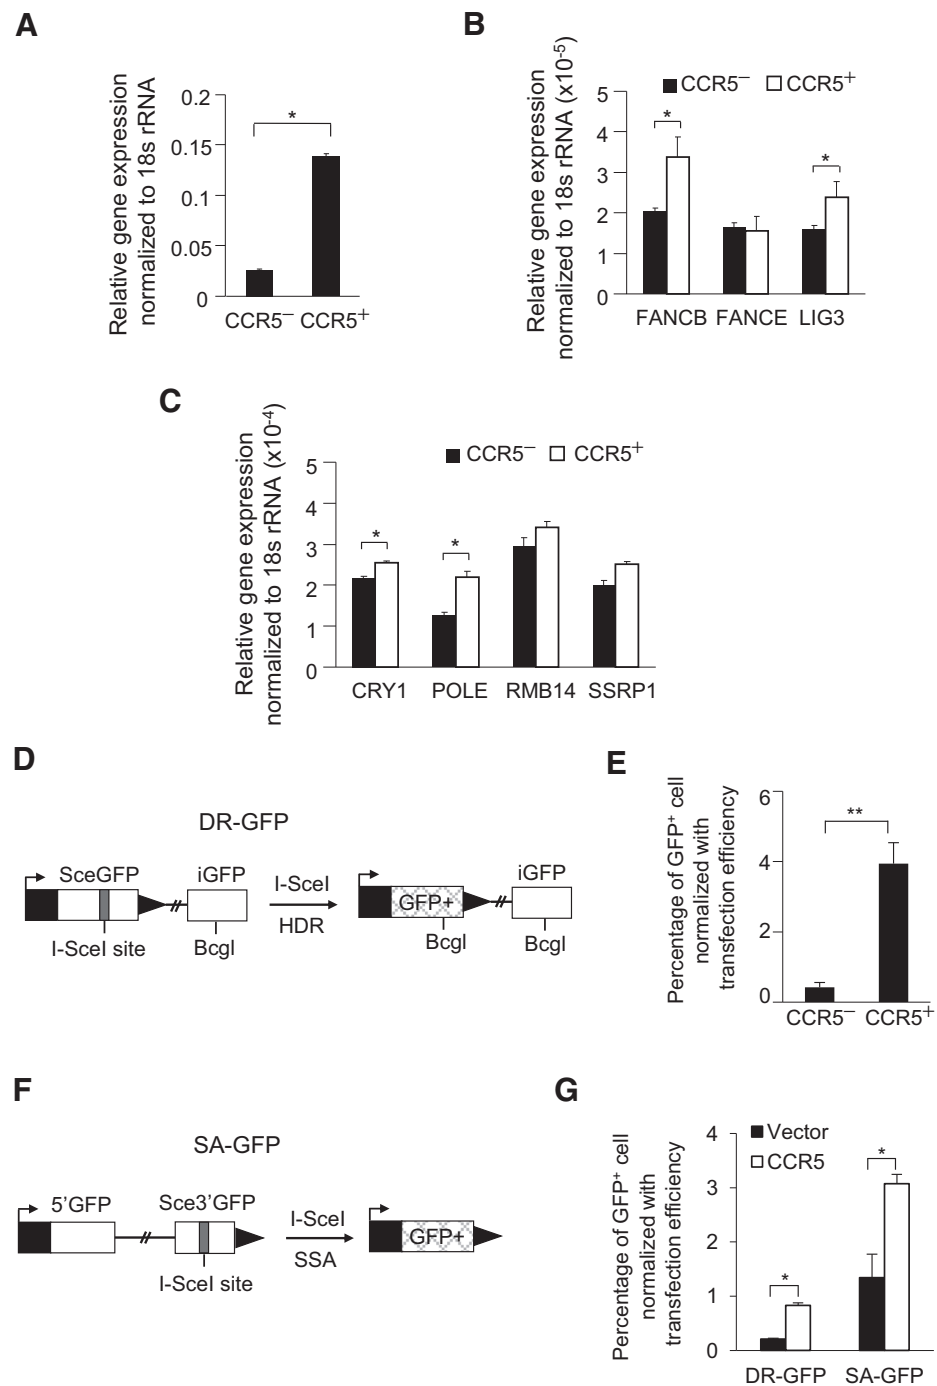 A
Relative gene expression
normalized to 18s rRNA
0.2
0.15
0.1
0.05
0
*
CCR5⁻ CCR5⁺
B
Relative gene expression
normalized to 18s rRNA (x10⁻⁵)
CCR5⁻ CCR5⁺
5
4
3
2
1
0
*
*
FANCB FANCE LIG3
C
Relative gene expression
normalized to 18s rRNA (x10⁻⁴)
CCR5⁻ CCR5⁺
5
4
3
2
1
0
*
*
CRY1 POLE RMB14 SSRP1
D
DR-GFP
SceGFP iGFP
I-SceI site BcgI
I-SceI
HDR
GFP+
iGFP
BcgI BcgI
E
Percentage of GFP⁺ cell
normalized with
transfection efficiency
6
4
2
0
**
CCR5⁻ CCR5⁺
F
SA-GFP
5'GFP Sce3'GFP
I-SceI site
I-SceI
SSA
GFP+
G
Percentage of GFP⁺ cell
normalized with
transfection efficiency
Vector
CCR5
4
3
2
1
0
*
*
DR-GFP SA-GFP